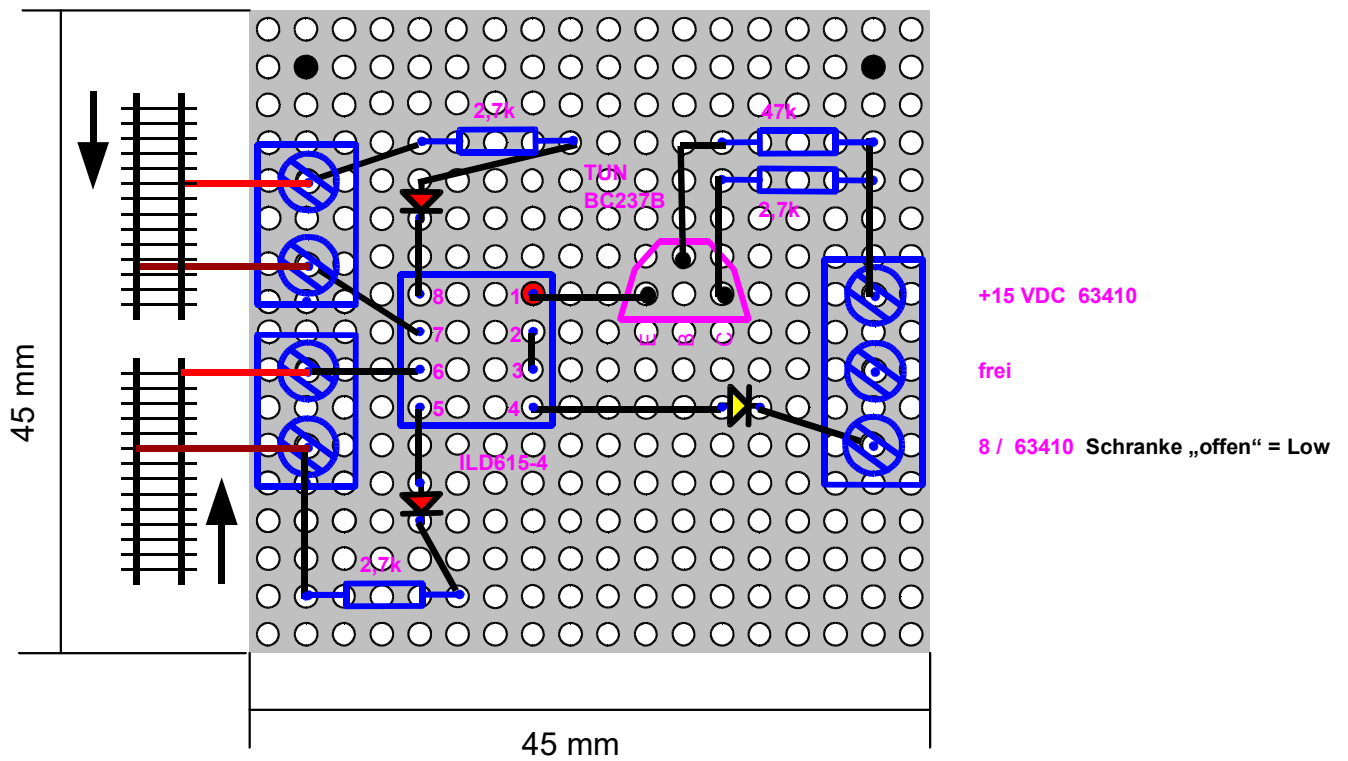 2,7k
47k
TUN
BC237B
2,7k
8
1
7
2
6
3
5
4
E
B
C
ILD615-4
2,7k
+15 VDC 63410
frei
8 / 63410 Schranke „offen“ = Low
45 mm
45 mm